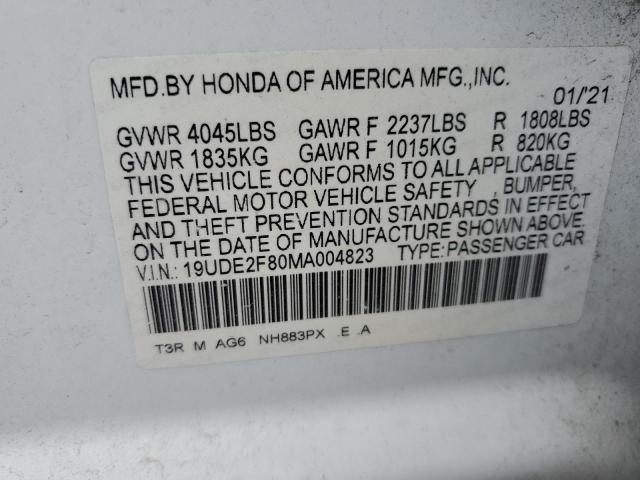 MFD.BY HONDA OF AMERICA MFG.,INC.
01/'21
GVWR 4045LBS GAWR F 2237LBS R 1808LBS
GVWR 1835KG GAWR F 1015KG R 820KG
THIS VEHICLE CONFORMS TO ALL APPLICABLE
FEDERAL MOTOR VEHICLE SAFETY , BUMPER,
AND THEFT PREVENTION STANDARDS IN EFFECT
ON THE DATE OF MANUFACTURE SHOWN ABOVE.
V.I.N.: 19UDE2F80MA004823 TYPE:PASSENGER CAR
T3R M AG6 NH883PX .E .A